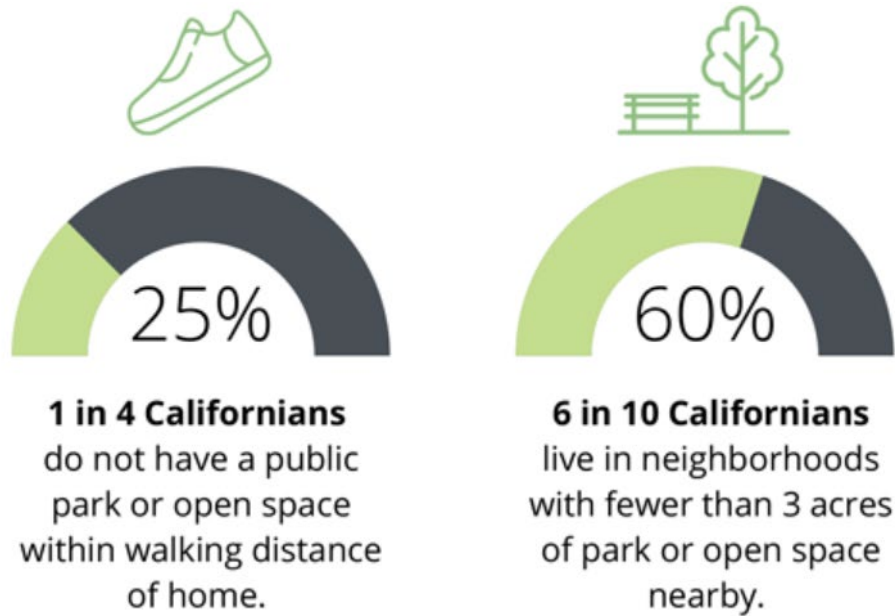 25%
1 in 4 Californians
do not have a public
park or open space
within walking distance
of home.
60%
6 in 10 Californians
live in neighborhoods
with fewer than 3 acres
of park or open space
nearby.